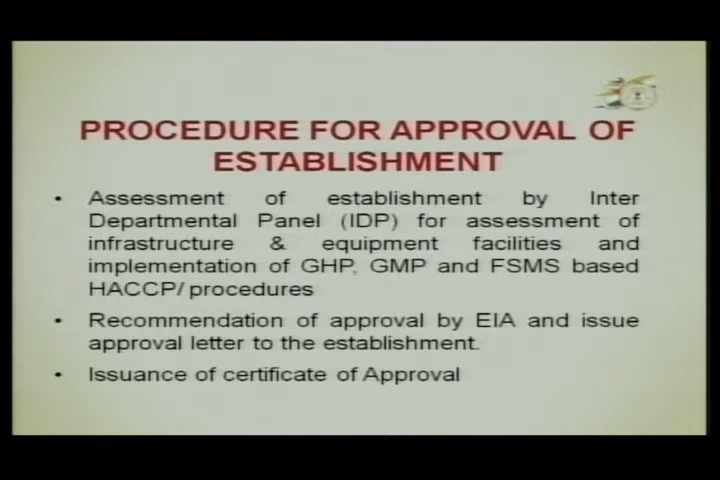 PROCEDURE FOR APPROVAL OF
ESTABLISHMENT
• Assessment of establishment by Inter
Departmental Panel (IDP) for assessment of
infrastructure & equipment facilities and
implementation of GHP, GMP and FSMS based
HACCP/ procedures
• Recommendation of approval by EIA and issue
approval letter to the establishment.
• Issuance of certificate of Approval